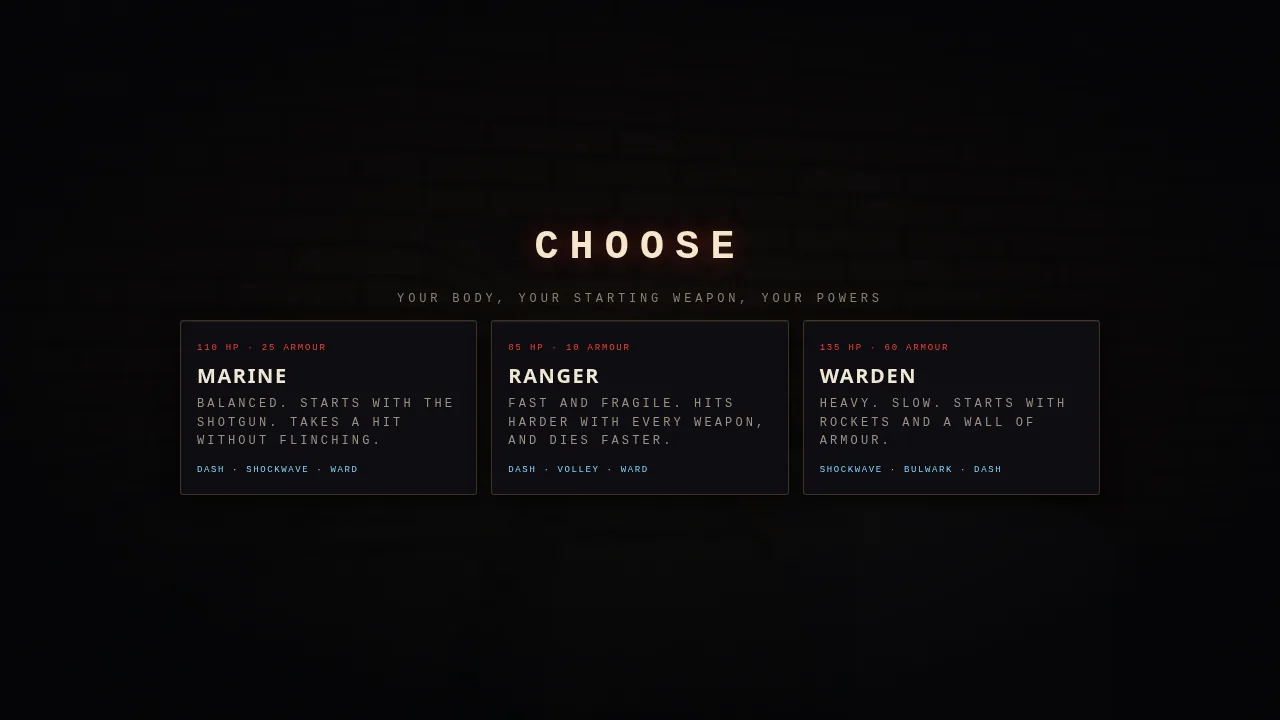 CHOOSE
YOUR BODY, YOUR STARTING WEAPON, YOUR POWERS
110 HP · 25 ARMOUR
MARINE
BALANCED. STARTS WITH THE
SHOTGUN. TAKES A HIT
WITHOUT FLINCHING.
DASH · SHOCKWAVE · WARD
85 HP · 10 ARMOUR
RANGER
FAST AND FRAGILE. HITS
HARDER WITH EVERY WEAPON,
AND DIES FASTER.
DASH · VOLLEY · WARD
135 HP · 60 ARMOUR
WARDEN
HEAVY. SLOW. STARTS WITH
ROCKETS AND A WALL OF
ARMOUR.
SHOCKWAVE · BULWARK · DASH